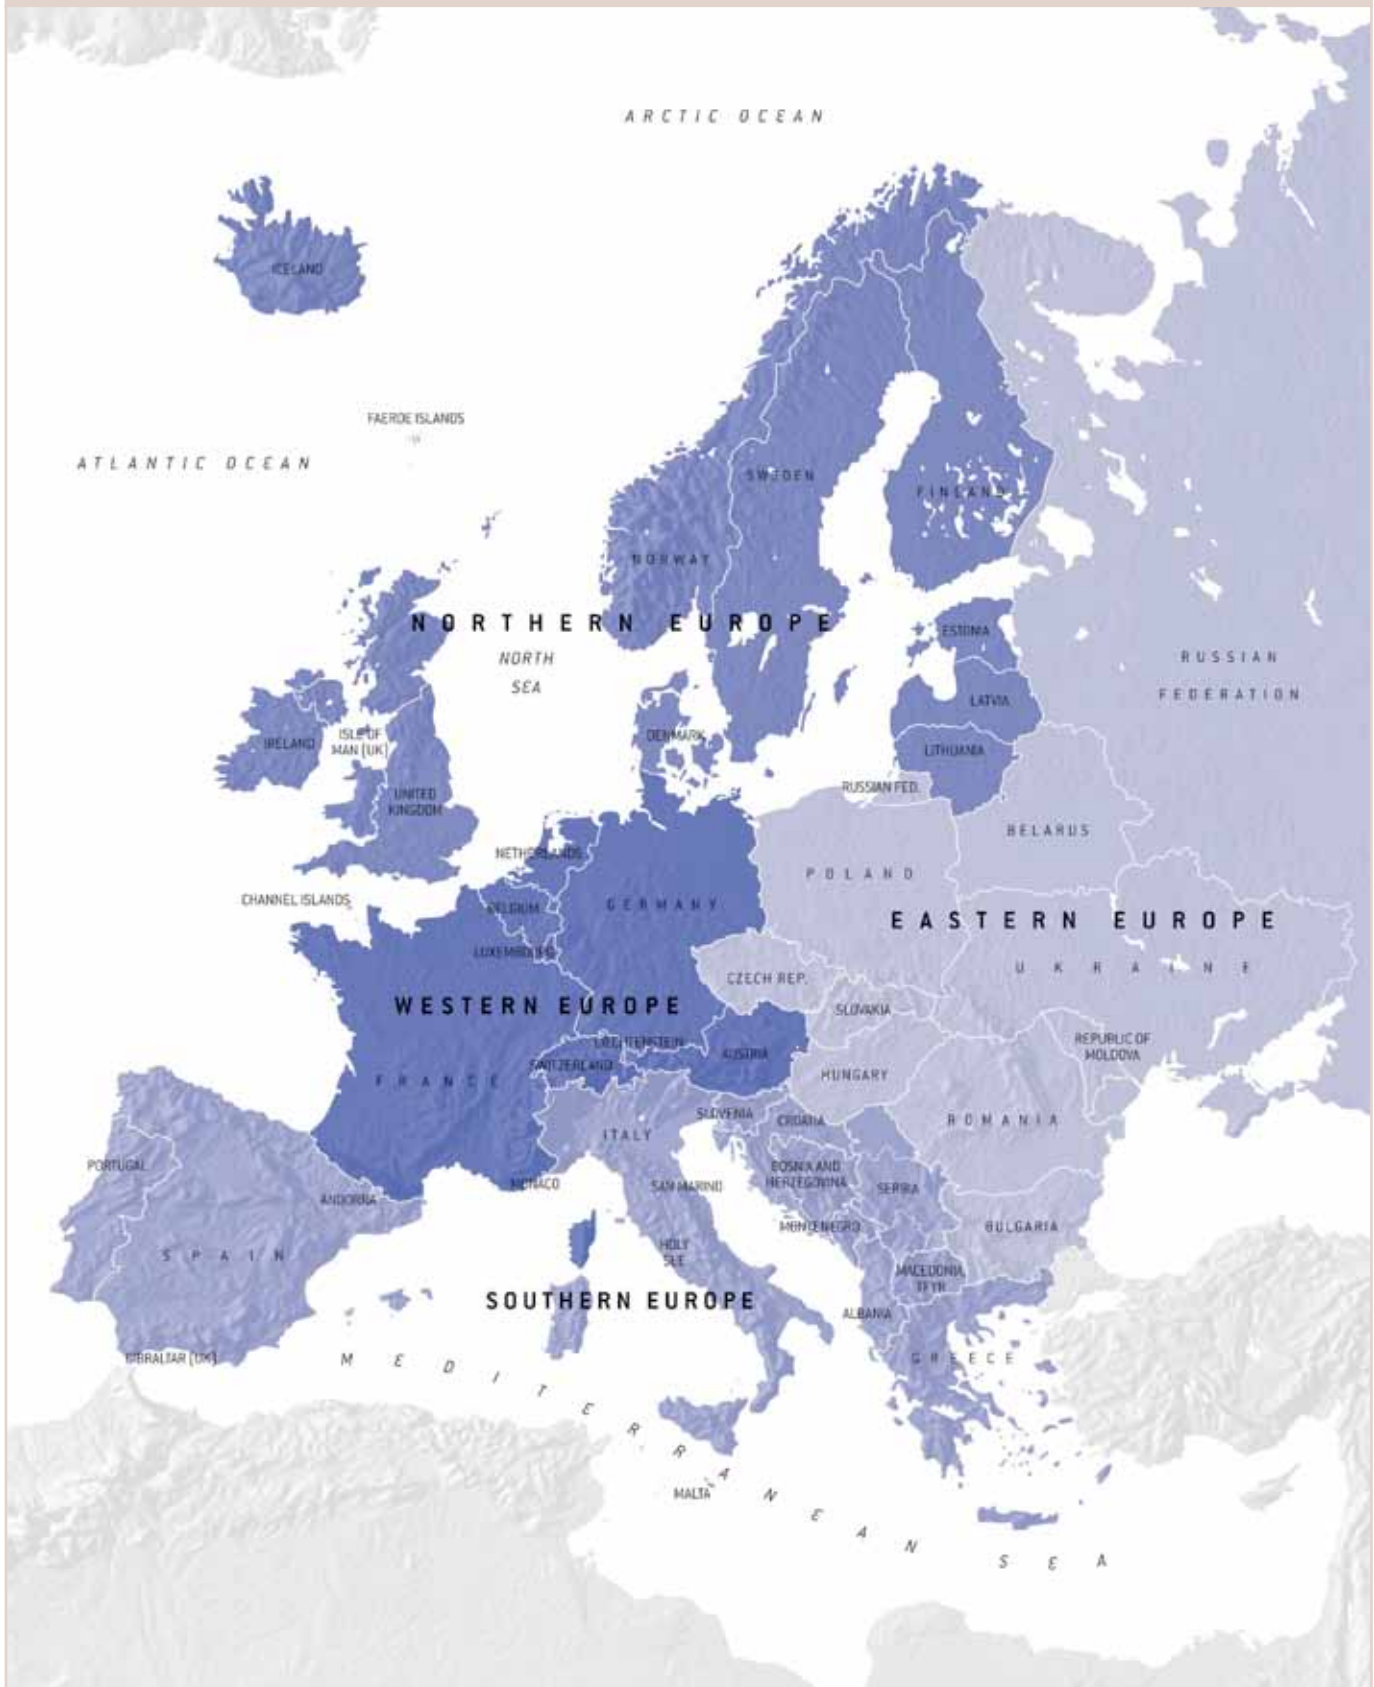 ARCTIC OCEAN
ICELAND
FAEROE ISLANDS
ATLANTIC OCEAN
SWEDEN
FINLAND
NORWAY
NORTHERN EUROPE
ESTONIA
NORTH
SEA
RUSSIAN
FEDERATION
LATVIA
ISLE OF
MAN (UK)
IRELAND
DENMARK
LITHUANIA
RUSSIAN FED.
UNITED
KINGDOM
BELARUS
NETHERLANDS
POLAND
CHANNEL ISLANDS
BELGIUM
GERMANY
EASTERN EUROPE
LUXEMBOURG
UKRAINE
CZECH REP.
WESTERN EUROPE
SLOVAKIA
LIECHTENSTEIN
AUSTRIA
REPUBLIC OF
MOLDOVA
SWITZERLAND
FRANCE
HUNGARY
SLOVENIA
CROATIA
ROMANIA
ITALY
PORTUGAL
BOSNIA AND
HERZEGOVINA
MONACO
SAN MARINO
SERBIA
ANDORRA
MONTENEGRO
BULGARIA
SPAIN
HOLY
SEE
MACEDONIA,
TFYR
SOUTHERN EUROPE
ALBANIA
GIBRALTAR (UK)
GREECE
MEDITERRANEAN SEA
MALTA